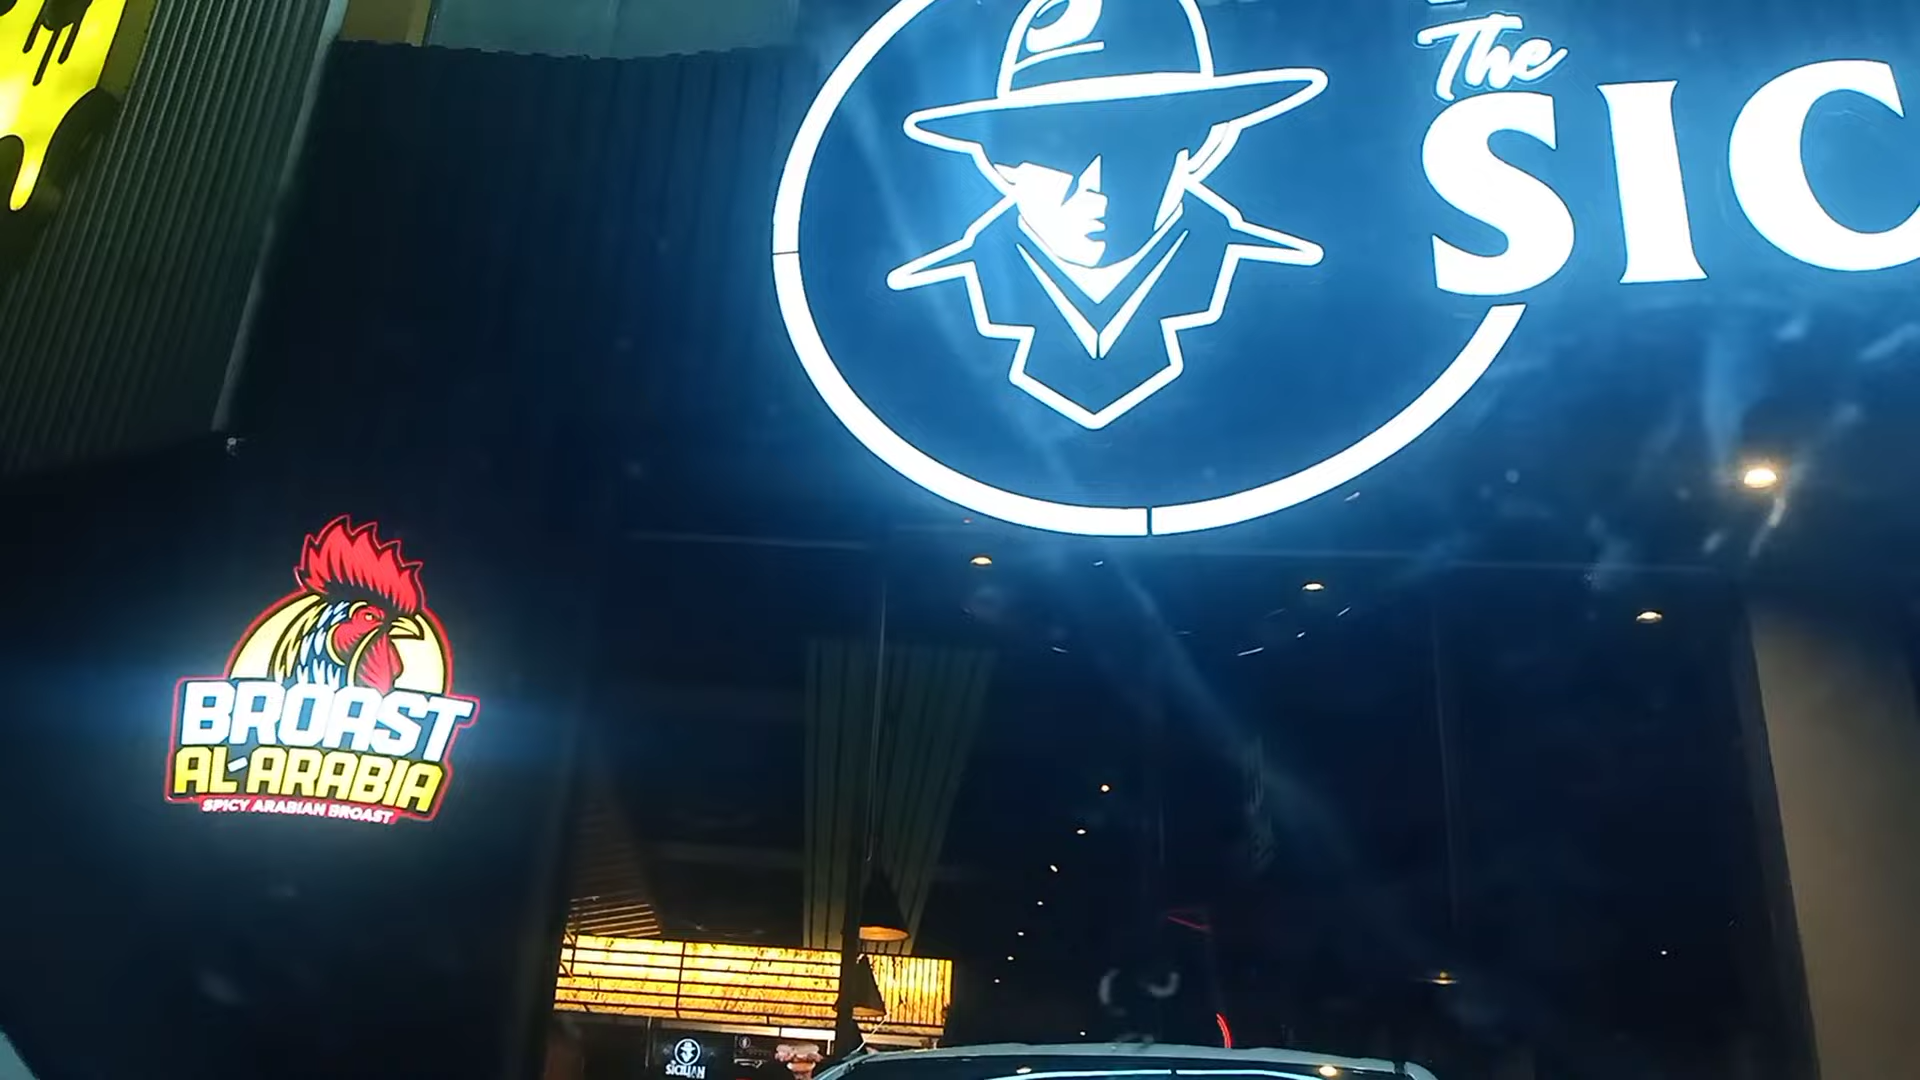 The
SIC
BROAST
AL-ARABIA
SPICY ARABIAN BROAST
SICILIAN